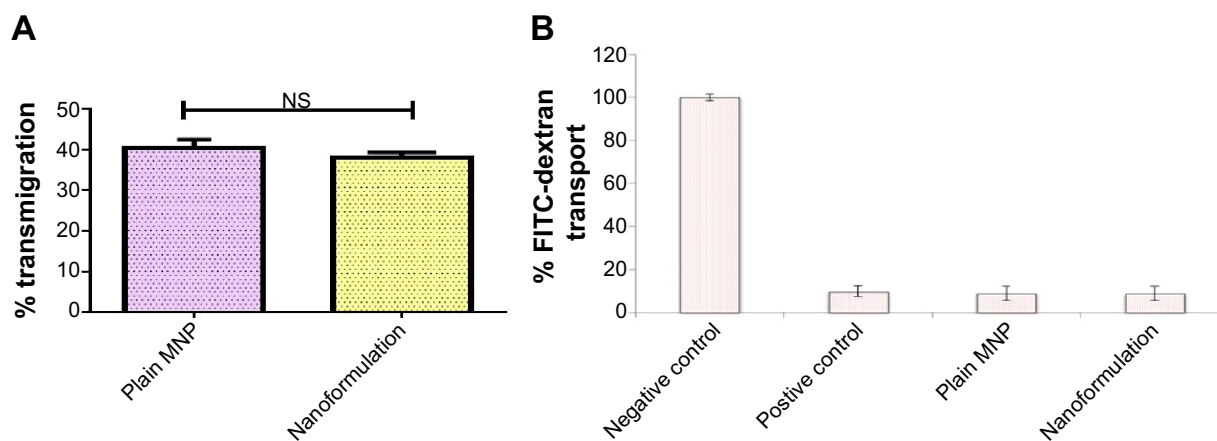 A
% transmigration
50
40
30
20
10
0
NS
Plain MNP
Nanoformulation
B
% FITC-dextran
transport
120
100
80
60
40
20
0
Negative control
Postive control
Plain MNP
Nanoformulation